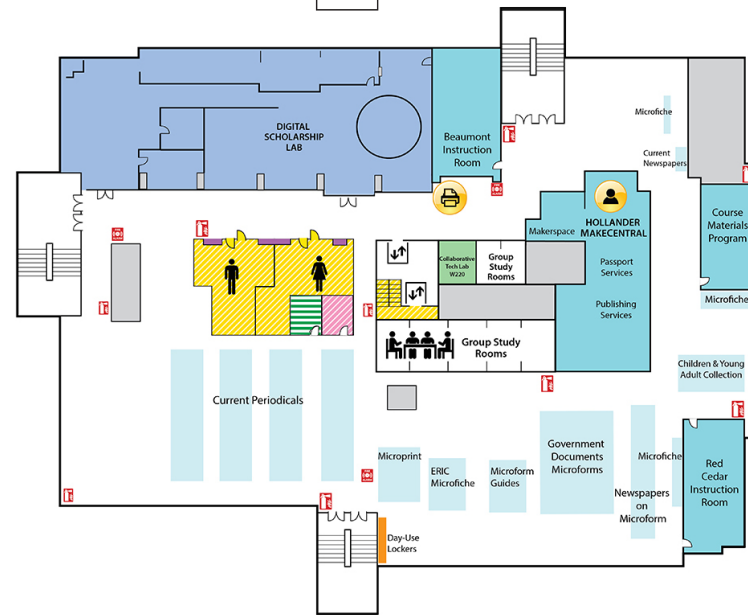 Microfiche
DIGITAL
SCHOLARSHIP
LAB
Beaumont
Instruction
Room
Current
Newspapers
Course
Materials
Program
HOLLANDER
MAKECENTRAL
Makerspace
Passport
Services
Publishing
Services
Collaborative
Tech Lab
W220
Group
Study
Rooms
Microfiche
Group Study
Rooms
Children & Young
Adult Collection
Current Periodicals
Microprint
ERIC
Microfiche
Microform
Guides
Government
Documents
Microforms
Microfiche
Newspapers
on
Microform
Red
Cedar
Instruction
Room
Day-Use
Lockers